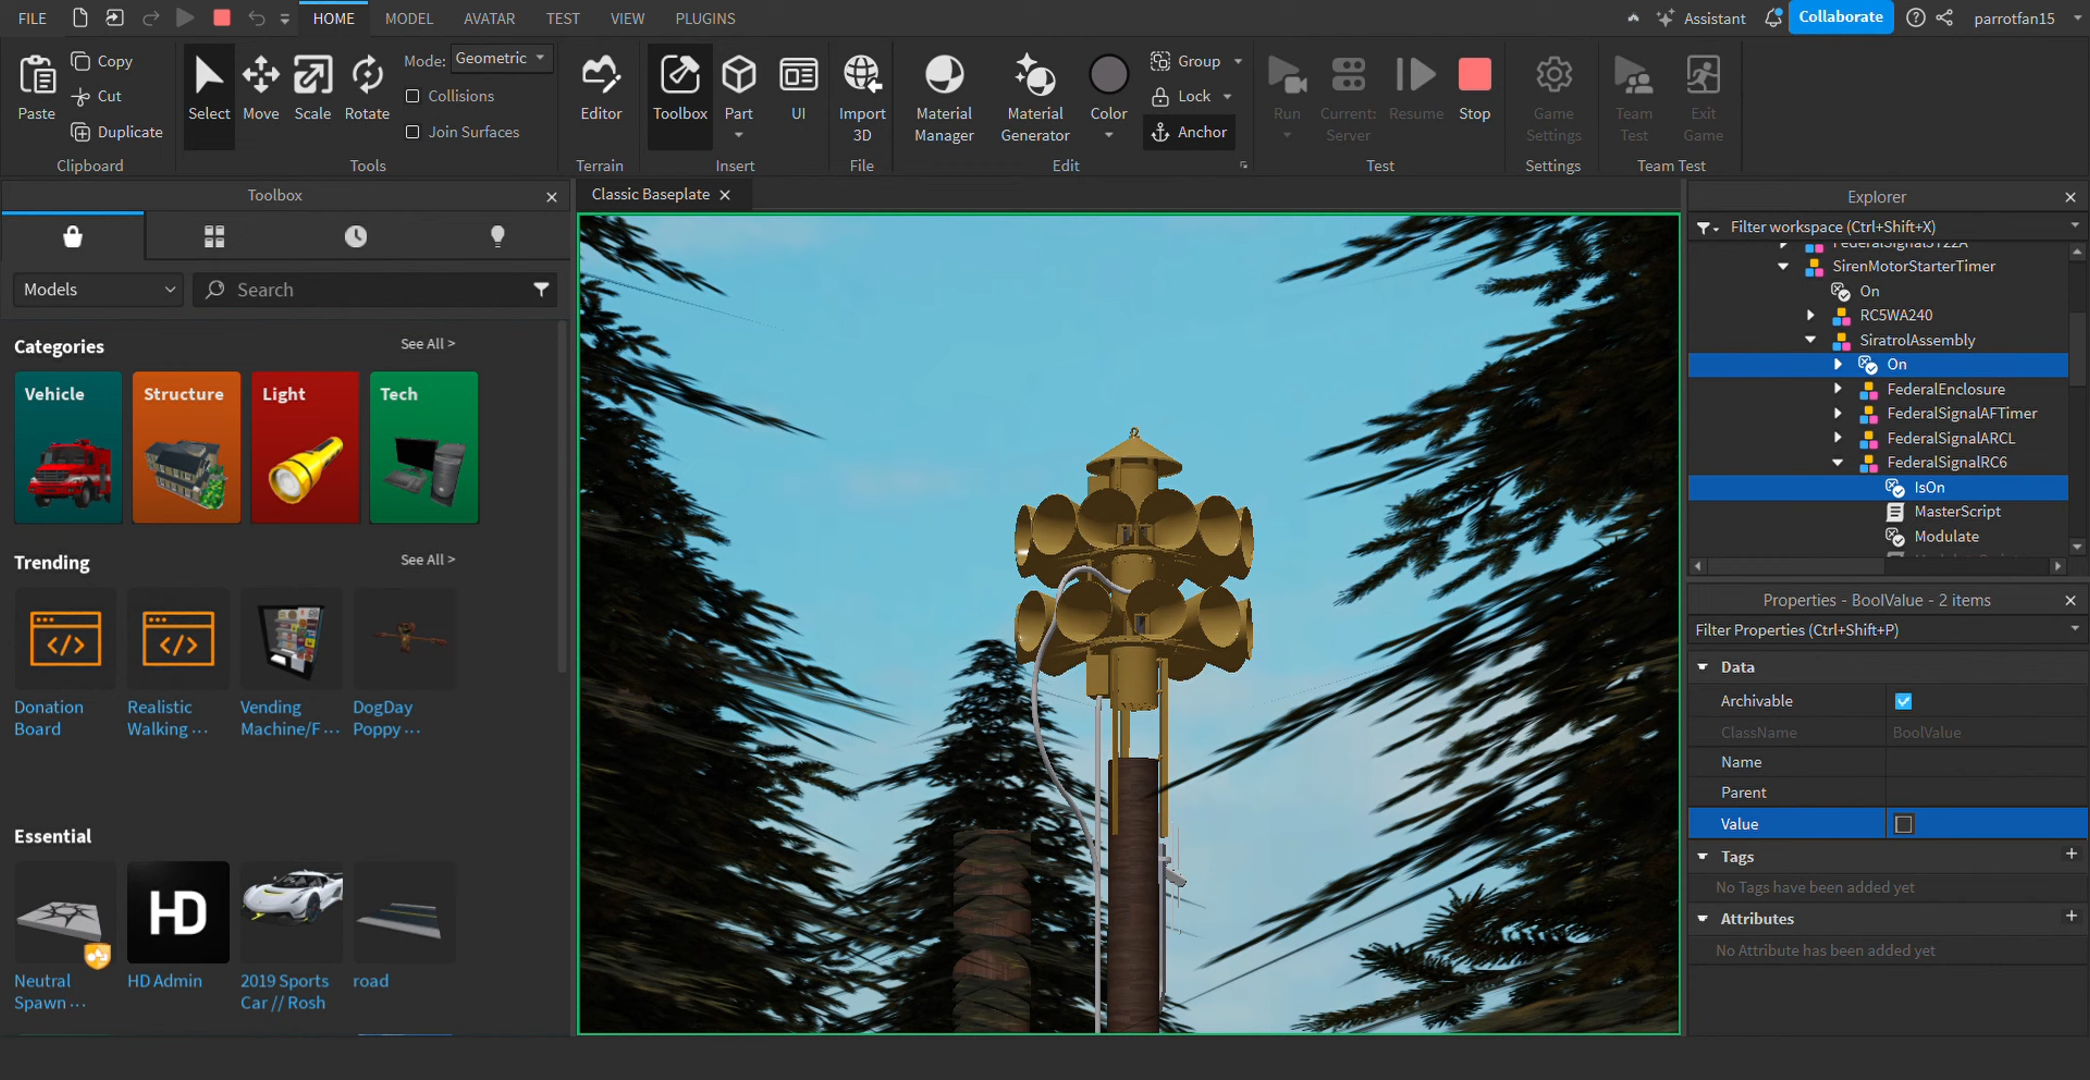 FILE
HOME
MODEL
AVATAR
TEST
VIEW
PLUGINS
Assistant
Collaborate
parrotfan15
Paste
Copy
Cut
Duplicate
Clipboard
Select
Move
Scale
Rotate
Mode:
Geometric
Collisions
Join Surfaces
Tools
Editor
Terrain
Toolbox
Part
UI
Insert
Import
3D
File
Material
Manager
Material
Generator
Color
Group
Lock
Anchor
Edit
Run
Current:
Server
Resume
Stop
Test
Game
Settings
Settings
Team
Test
Exit
Game
Team Test
Toolbox
Models
Search
Categories
See All >
Vehicle
Structure
Light
Tech
Trending
See All >
Donation
Board
Realistic
Walking ...
Vending
Machine/F...
DogDay
Poppy ...
Essential
HD
Neutral
Spawn ...
HD Admin
2019 Sports
Car // Rosh
road
Classic Baseplate
Explorer
Filter workspace (Ctrl+Shift+X)
FederalSignalST22A
SirenMotorStarterTimer
On
RC5WA240
SiratrolAssembly
On
FederalEnclosure
FederalSignalAFTimer
FederalSignalARCL
FederalSignalRC6
IsOn
MasterScript
Modulate
Properties - BoolValue - 2 items
Filter Properties (Ctrl+Shift+P)
Data
Archivable
ClassName
BoolValue
Name
Parent
Value
Tags
No Tags have been added yet
Attributes
No Attribute has been added yet